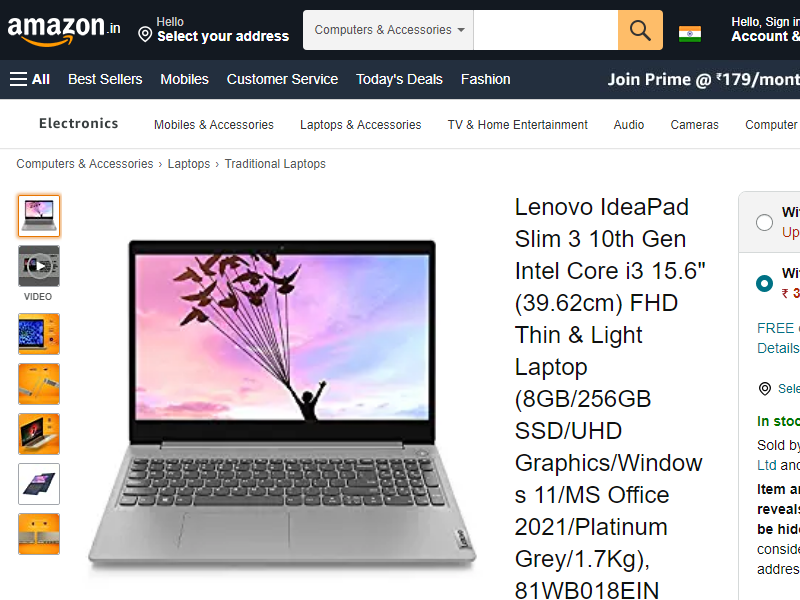 amazon.in
Hello
Select your address
Computers & Accessories
Hello, Sign in
Account &
All
Best Sellers
Mobiles
Customer Service
Today's Deals
Fashion
Join Prime @ ₹179/mont
Electronics
Mobiles & Accessories
Laptops & Accessories
TV & Home Entertainment
Audio
Cameras
Computer
Computers & Accessories › Laptops › Traditional Laptops
VIDEO
Lenovo IdeaPad
Slim 3 10th Gen
Intel Core i3 15.6"
(39.62cm) FHD
Thin & Light
Laptop
(8GB/256GB
SSD/UHD
Graphics/Window
s 11/MS Office
2021/Platinum
Grey/1.7Kg),
81WB018EIN
Lenovo
Wi
Up
Wi
₹ 3
FREE
Details
Sele
In stoc
Sold by
Ltd and
Item ar
reveals
be hid
conside
addres